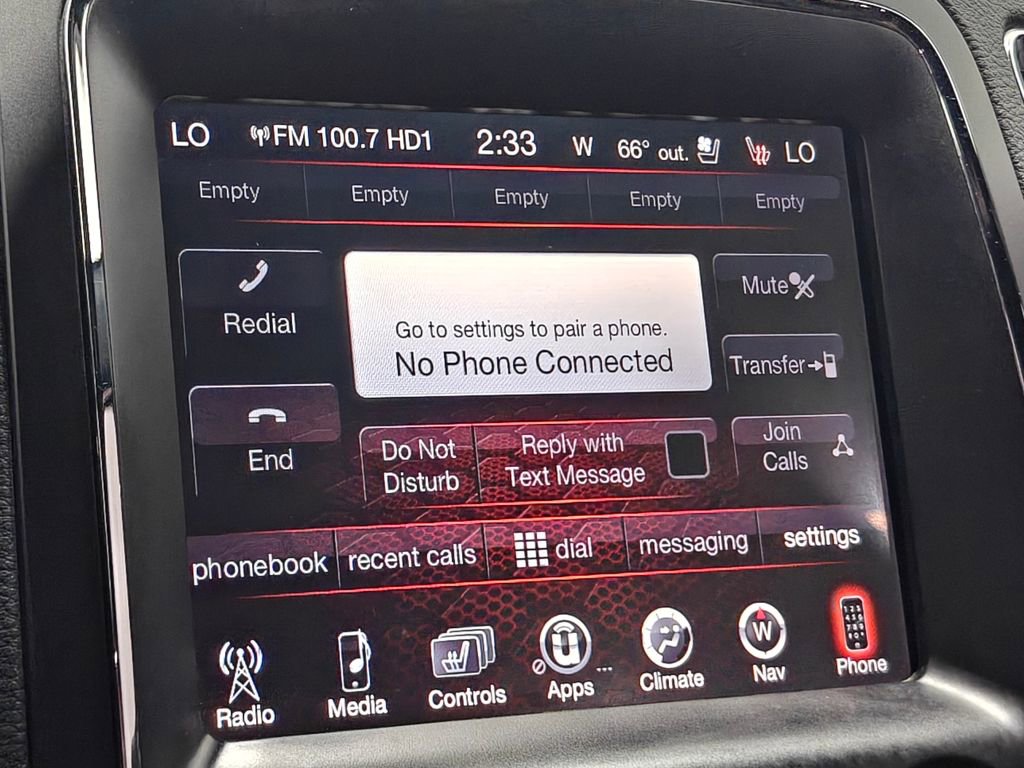 LO FM 100.7 HD1 2:33 W 66° out. LO
Empty Empty Empty Empty Empty
Redial
Go to settings to pair a phone.
No Phone Connected
Mute
Transfer
End
Do Not
Disturb
Reply with
Text Message
Join
Calls
phonebook recent calls dial messaging settings
W
Radio Media Controls Apps ... Climate Nav Phone